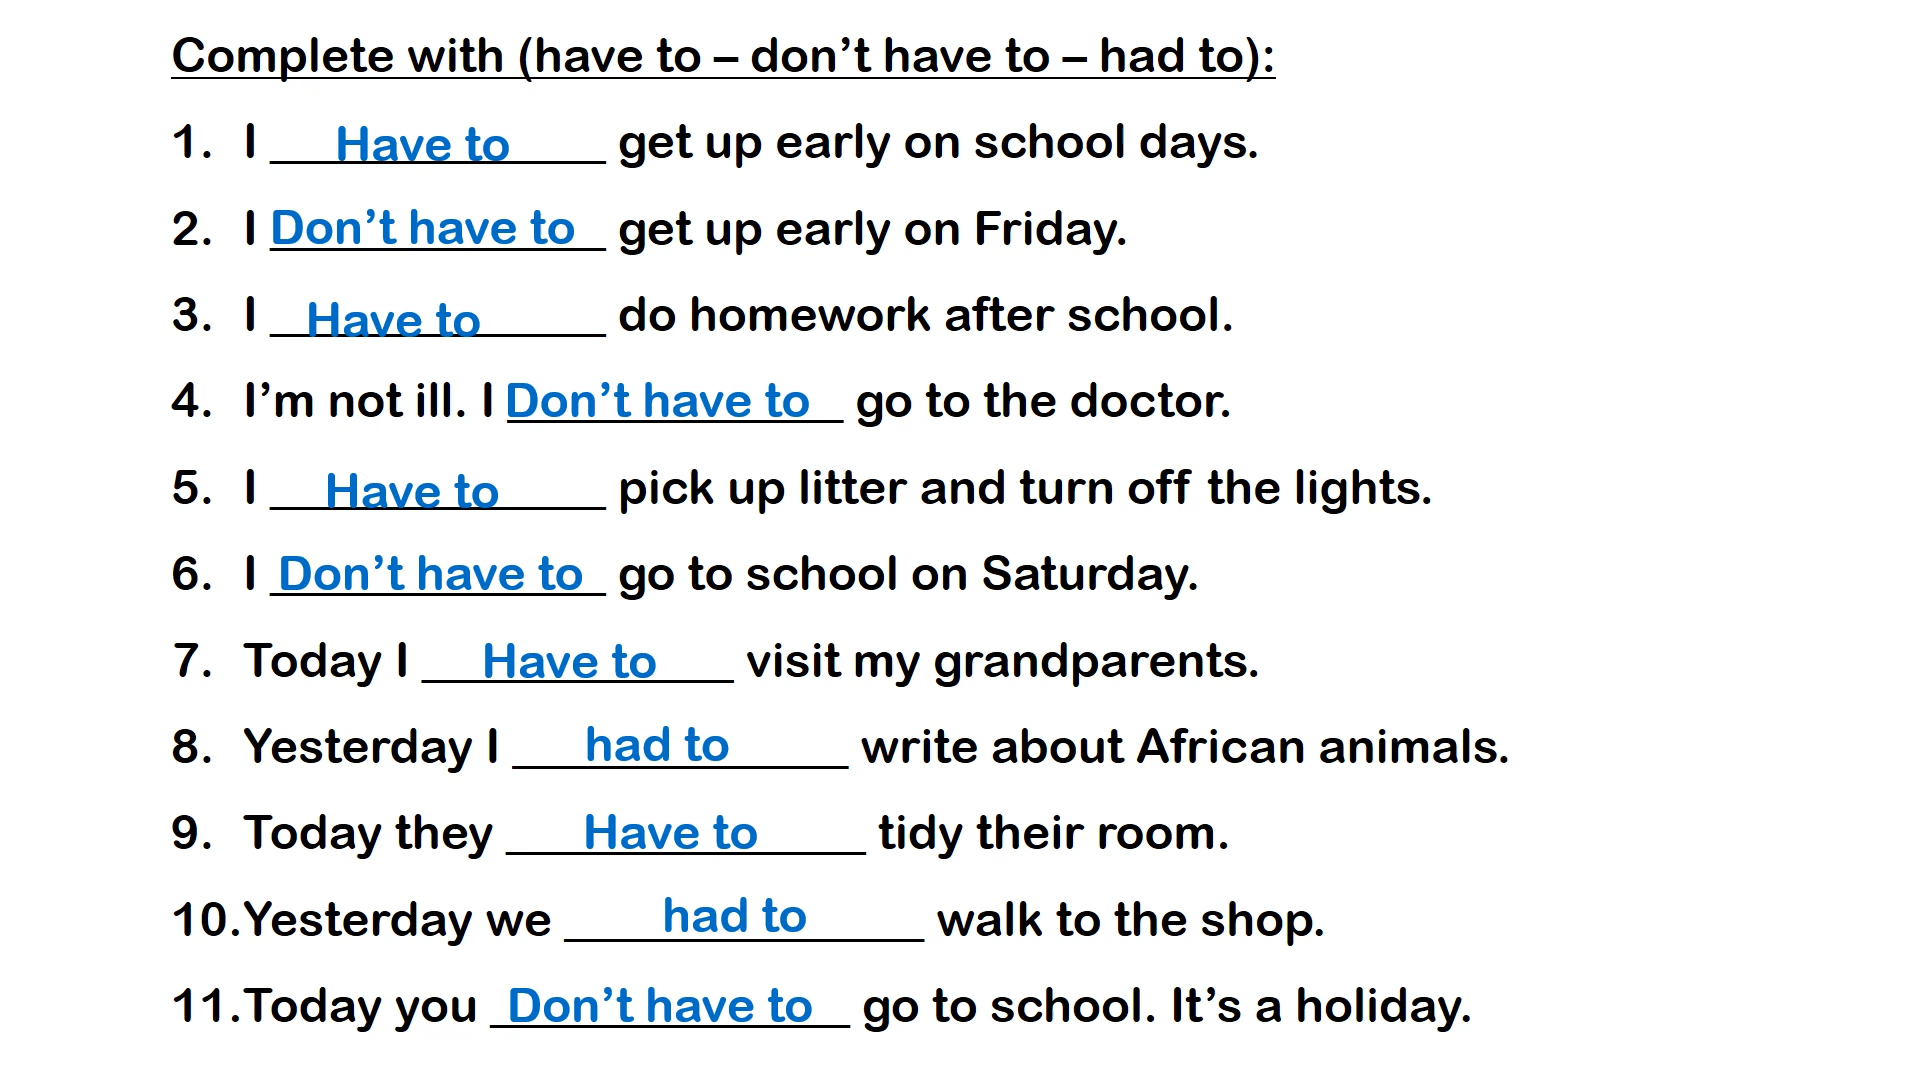 Complete with (have to – don’t have to – had to):
1. I Have to get up early on school days.
2. I Don’t have to get up early on Friday.
3. I Have to do homework after school.
4. I’m not ill. I Don’t have to go to the doctor.
5. I Have to pick up litter and turn off the lights.
6. I Don’t have to go to school on Saturday.
7. Today I Have to visit my grandparents.
8. Yesterday I had to write about African animals.
9. Today they Have to tidy their room.
10.Yesterday we had to walk to the shop.
11.Today you Don’t have to go to school. It’s a holiday.